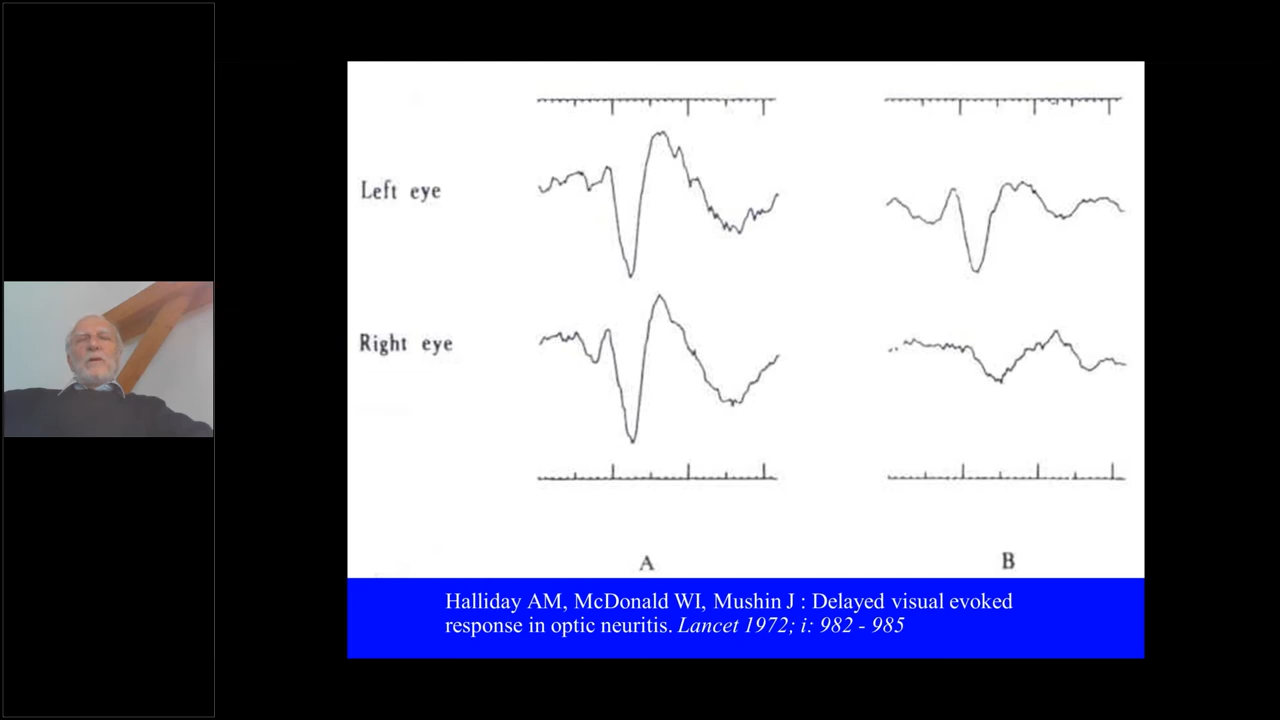 Left eye
Right eye
A
B
Halliday AM, McDonald WI, Mushin J : Delayed visual evoked
response in optic neuritis. Lancet 1972; i: 982 - 985